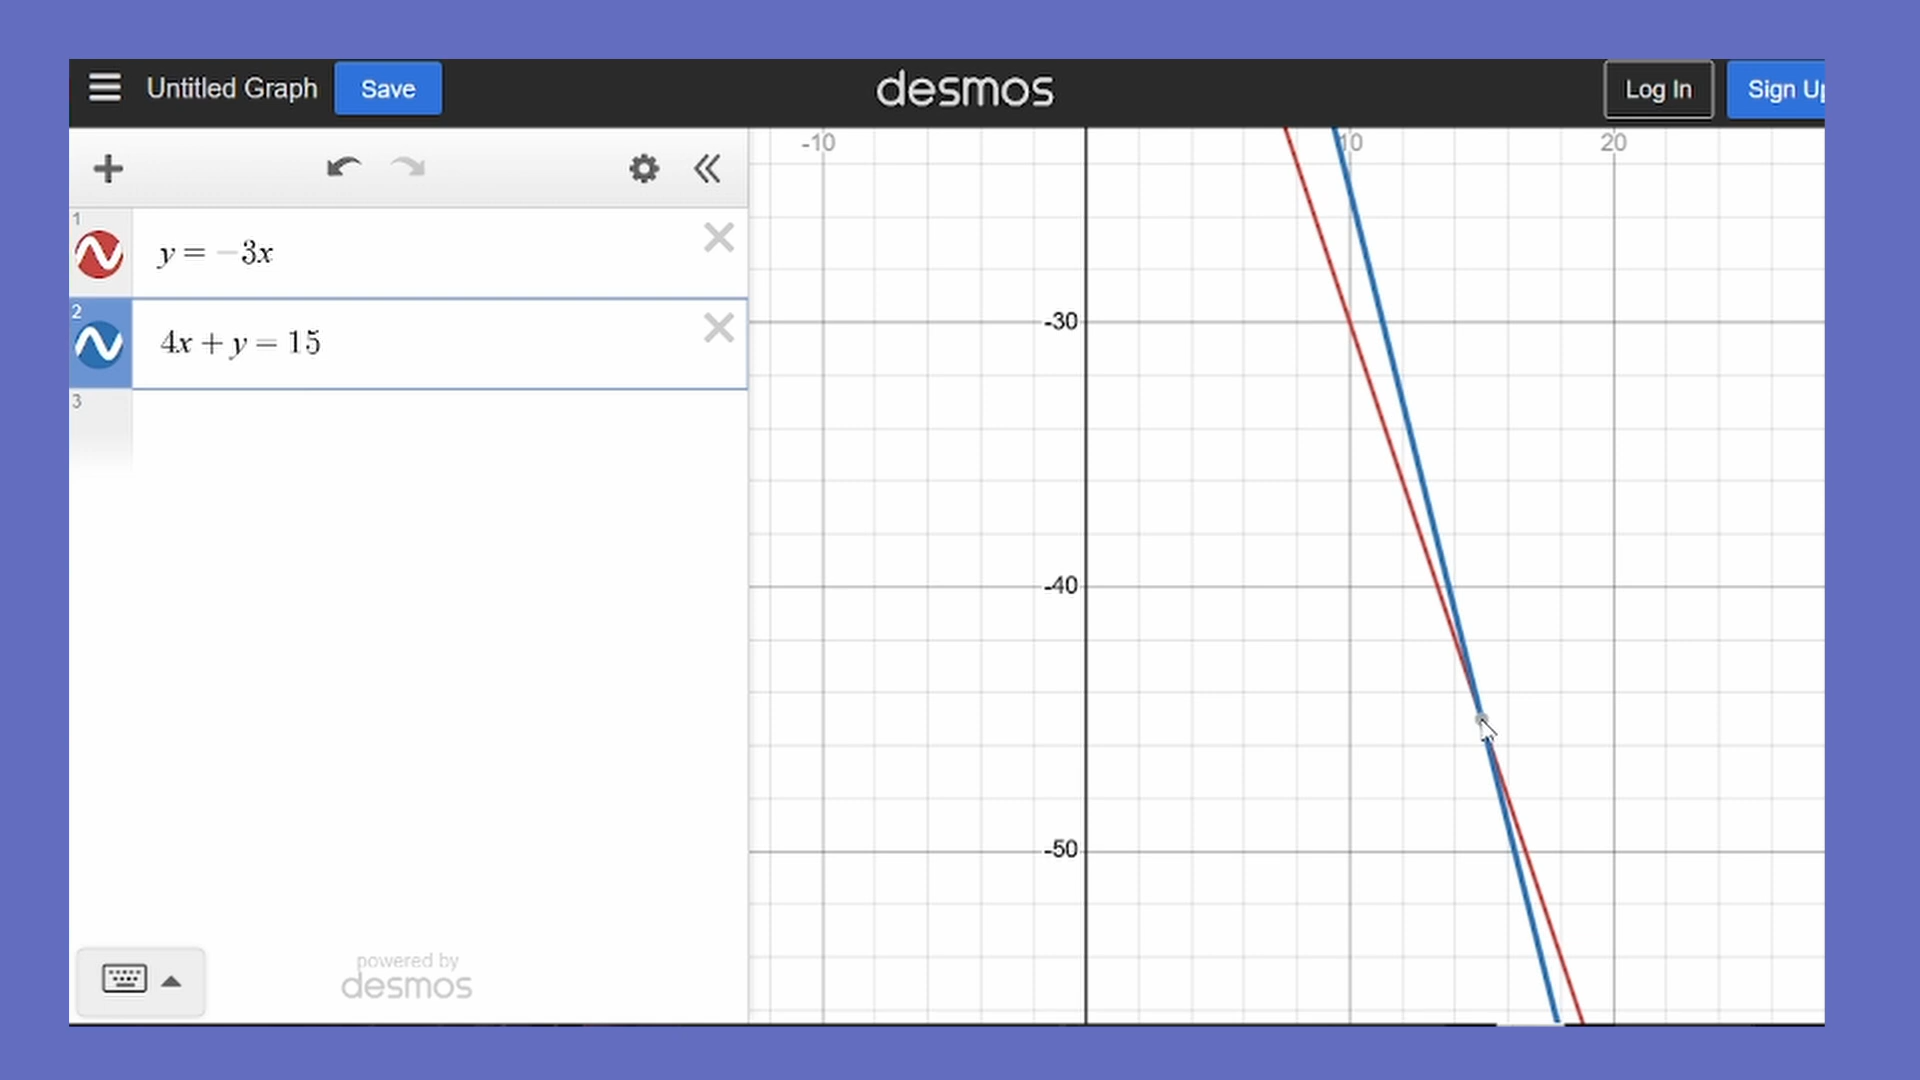 Untitled Graph Save desmos Log In Sign Up
-10 10 20
1
y = -3x
2
4x + y = 15
3
-30
-40
-50
powered by
desmos